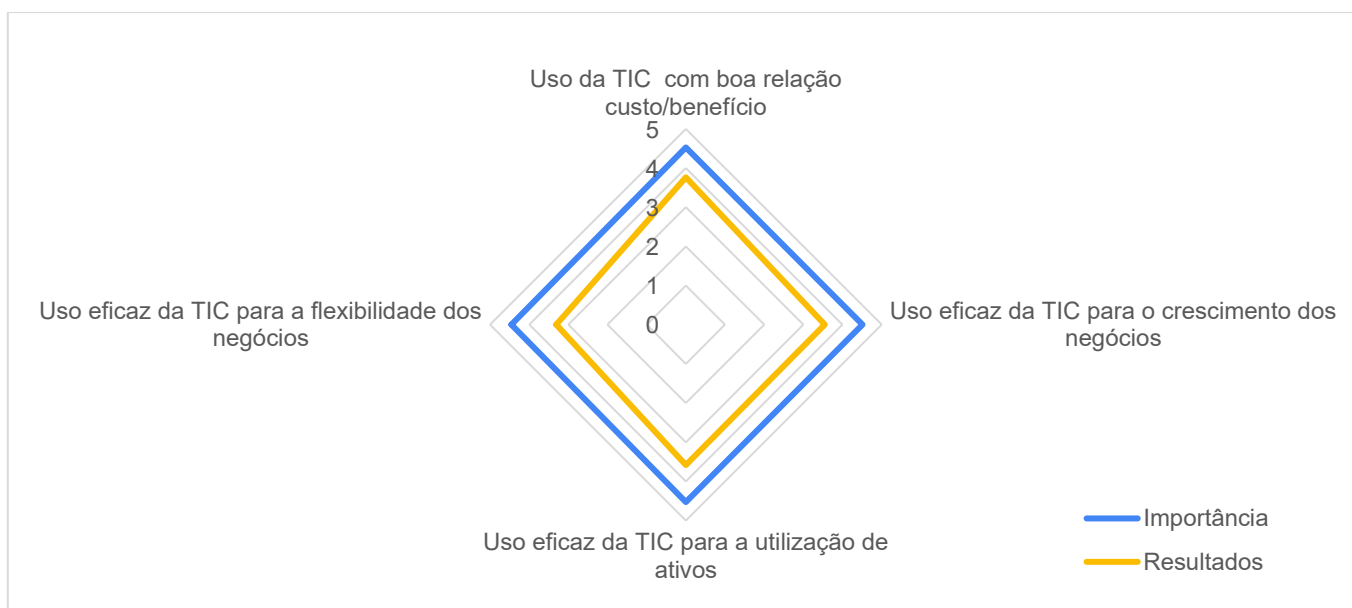 Uso da TIC  com boa relação
custo/benefício
5
4
3
2
1
0
Uso eficaz da TIC para a flexibilidade dos
negócios
Uso eficaz da TIC para o crescimento dos
negócios
Uso eficaz da TIC para a utilização de
ativos
Importância
Resultados